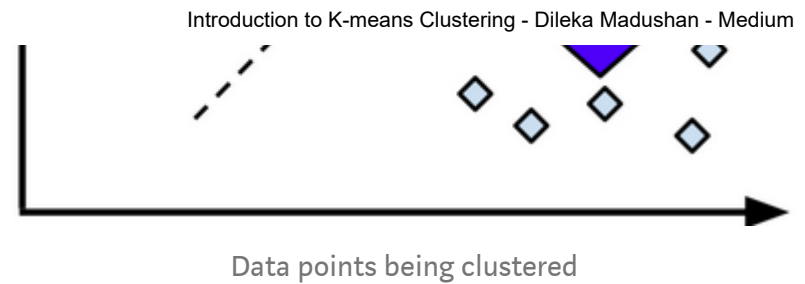 Introduction to K-means Clustering - Dileka Madushan - Medium
Data points being clustered